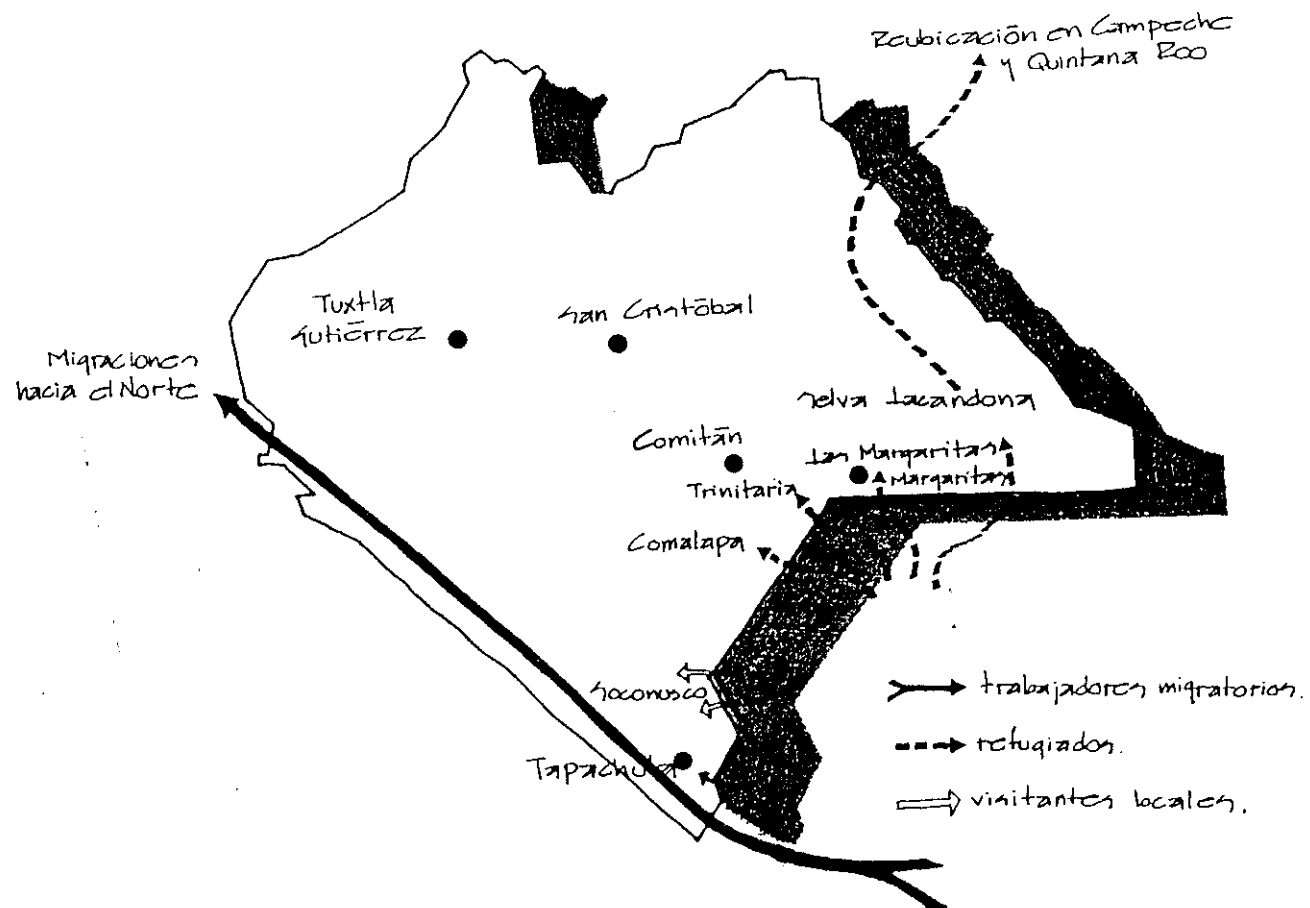 Reubicación en Campeche
y Quintana Roo
Tuxtla
Gutiérrez
San Cristóbal
Migraciones
hacia el Norte
Selva Lacandona
Comitán
Las Margaritas
Margaritas
Trinitaria
Comalapa
Soconusco
trabajadores migratorios.
refugiados.
Tapachula
visitantes locales.